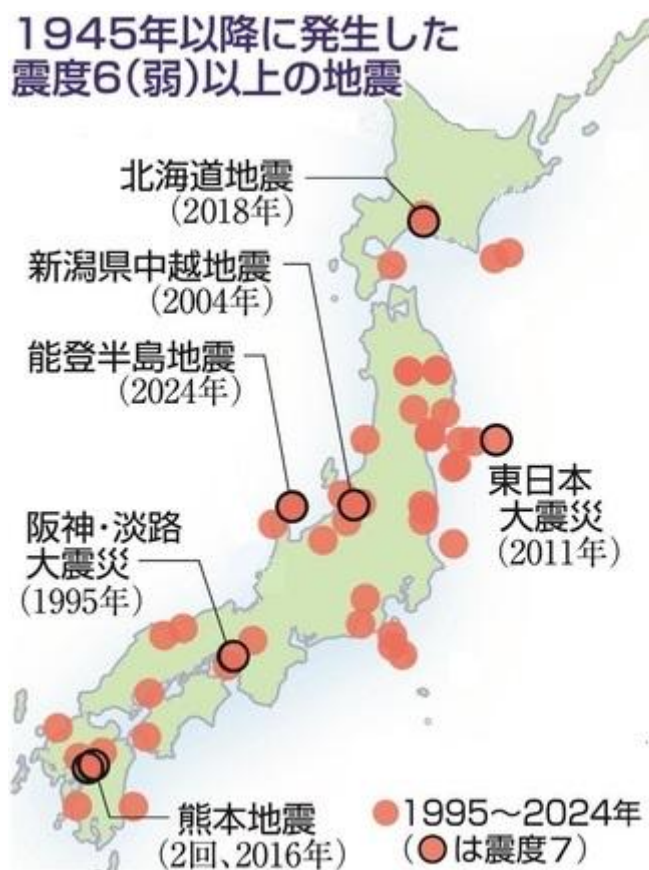 1945年以降に発生した
震度6(弱)以上の地震
北海道地震
(2018年)
新潟県中越地震
(2004年)
能登半島地震
(2024年)
東日本
大震災
(2011年)
阪神・淡路
大震災
(1995年)
熊本地震
(2回、2016年)
1995〜2024年
(は震度7)